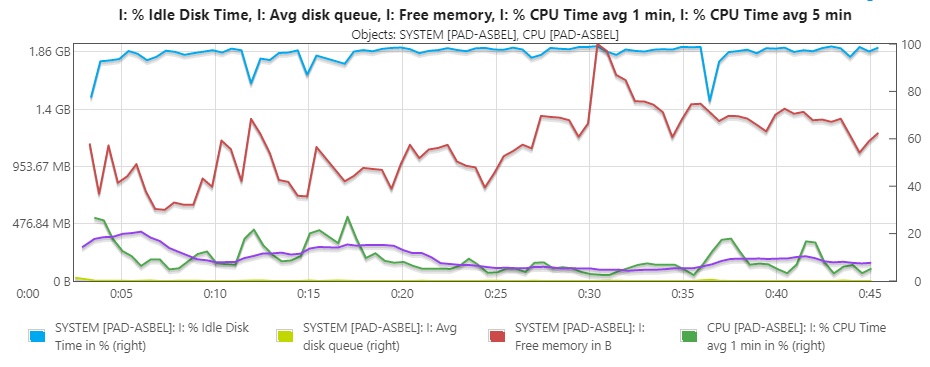 I: % Idle Disk Time, I: Avg disk queue, I: Free memory, I: % CPU Time avg 1 min, I: % CPU Time avg 5 min
Objects: SYSTEM [PAD-ASBEL], CPU [PAD-ASBEL]
1.86 GB
1.4 GB
953.67 MB
476.84 MB
0 B
100
80
60
40
20
0
0:00 0:05 0:10 0:15 0:20 0:25 0:30 0:35 0:40 0:45
SYSTEM [PAD-ASBEL]: I: % Idle Disk
Time in % (right)
SYSTEM [PAD-ASBEL]: I: Avg
disk queue (right)
SYSTEM [PAD-ASBEL]: I:
Free memory in B
CPU [PAD-ASBEL]: I: % CPU Time
avg 1 min in % (right)